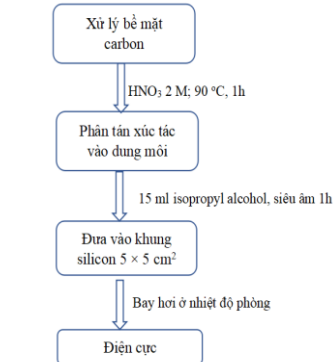 Xử lý bề mặt
carbon
HNO₃ 2 M; 90 °C, 1h
Phân tán xúc tác
vào dung môi
15 ml isopropyl alcohol, siêu âm 1h
Đưa vào khung
silicon 5 × 5 cm²
Bay hơi ở nhiệt độ phòng
Điện cực